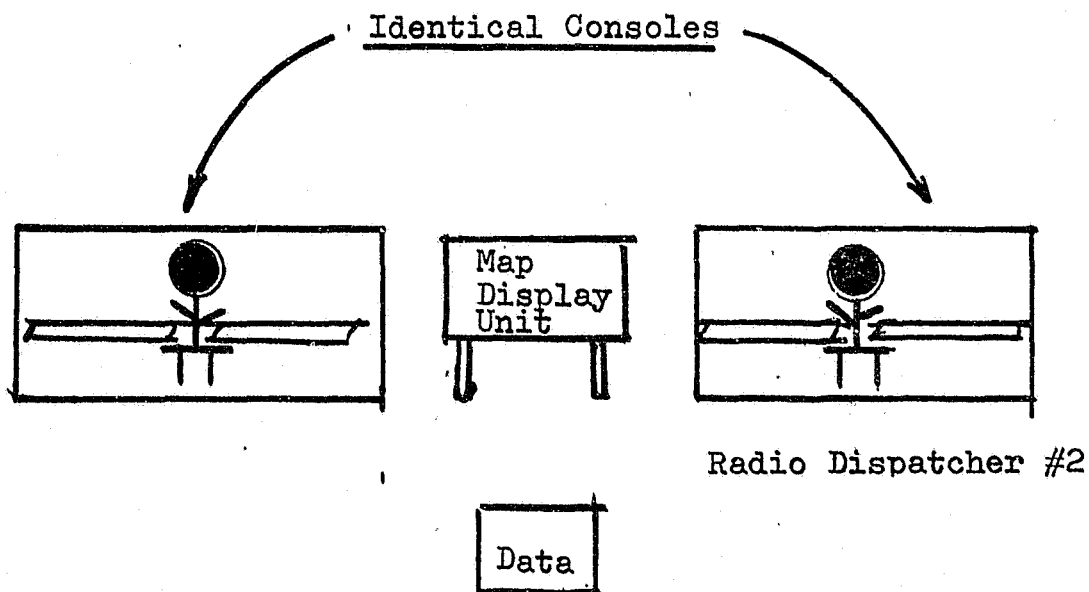 Identical Consoles
Map
Display
Unit
Radio Dispatcher #2
Data